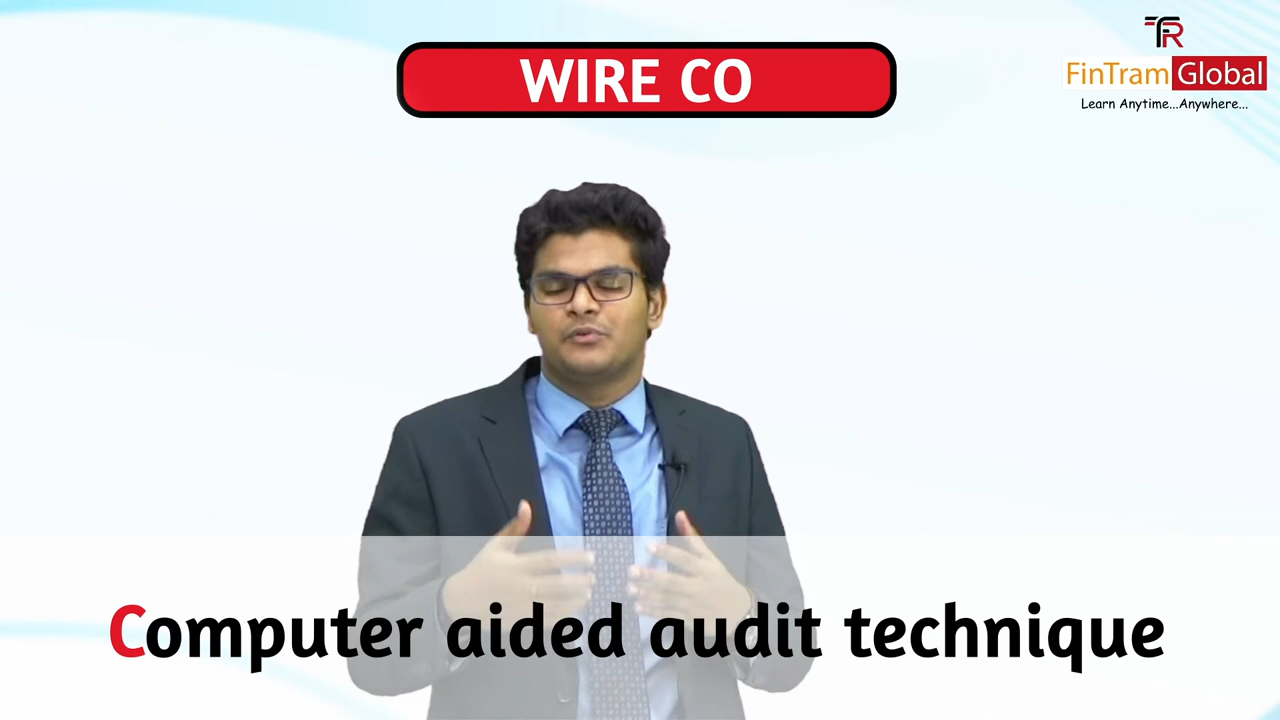 WIRE CO
FinTram Global
Learn Anytime...Anywhere...
Computer aided audit technique